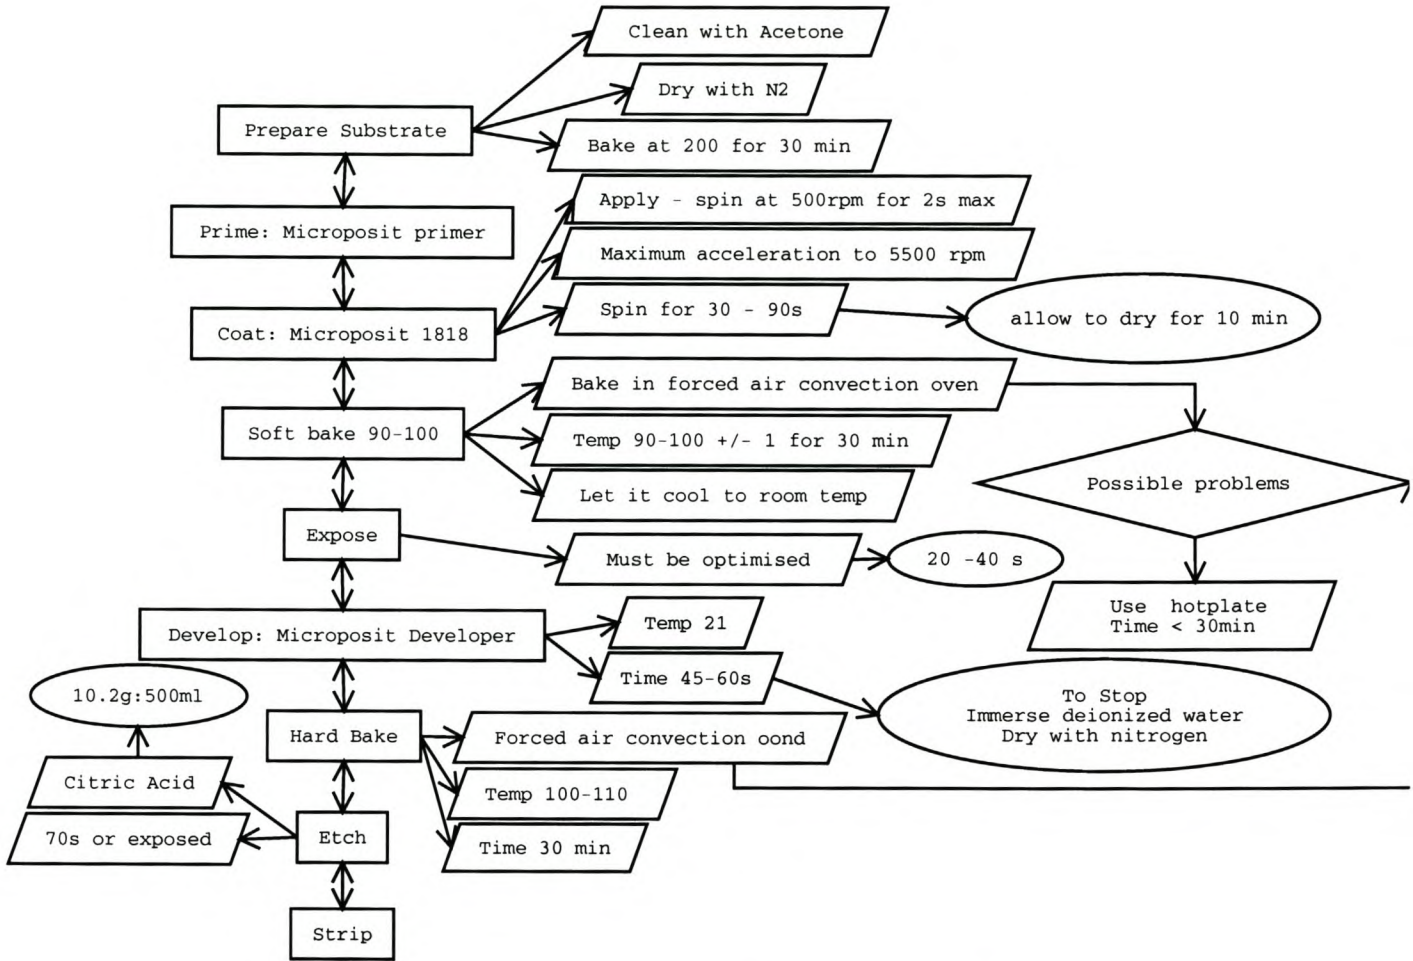 Clean with Acetone
Dry with N2
Prepare Substrate
Bake at 200 for 30 min
Apply - spin at 500rpm for 2s max
Prime: Microposit primer
Maximum acceleration to 5500 rpm
Spin for 30 - 90s
allow to dry for 10 min
Coat: Microposit 1818
Bake in forced air convection oven
Soft bake 90-100
Temp 90-100 +/- 1 for 30 min
Possible problems
Let it cool to room temp
Expose
Must be optimised
20 -40 s
Use hotplate
Time < 30min
Develop: Microposit Developer
Temp 21
Time 45-60s
10.2g:500ml
To Stop
Immerse deionized water
Dry with nitrogen
Hard Bake
Forced air convection oond
Citric Acid
Temp 100-110
70s or exposed
Etch
Time 30 min
Strip